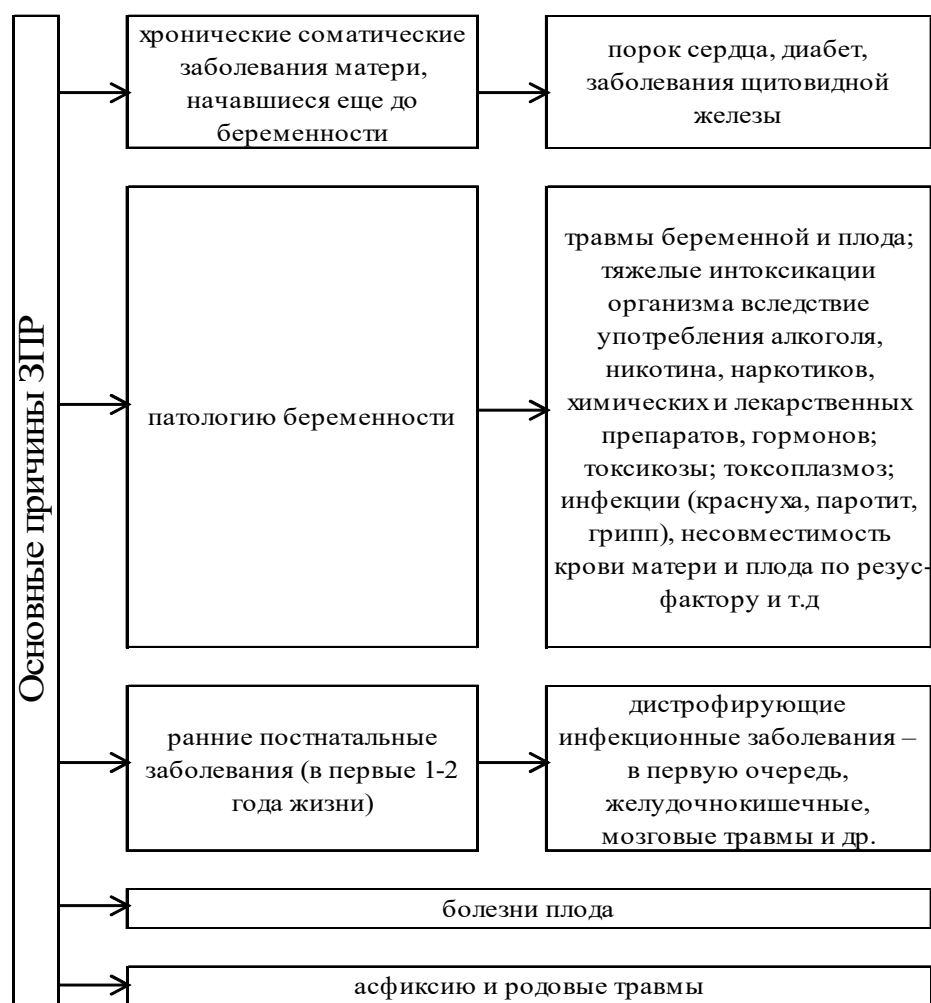 Основные причины ЗПР
хронические соматические
заболевания матери,
начавшиеся еще до
беременности
порок сердца, диабет,
заболевания щитовидной
железы
патологию беременности
травмы беременной и плода;
тяжелые интоксикации
организма вследствие
употребления алкоголя,
никотина, наркотиков,
химических и лекарственных
препаратов, гормонов;
токсикозы; токсоплазмоз;
инфекции (краснуха, паротит,
грипп), несовместимость
крови матери и плода по резус-
фактору и т.д
ранние постнатальные
заболевания (в первые 1-2
года жизни)
дистрофирующие
инфекционные заболевания –
в первую очередь,
желудочнокишечные,
мозговые травмы и др.
болезни плода
асфиксию и родовые травмы